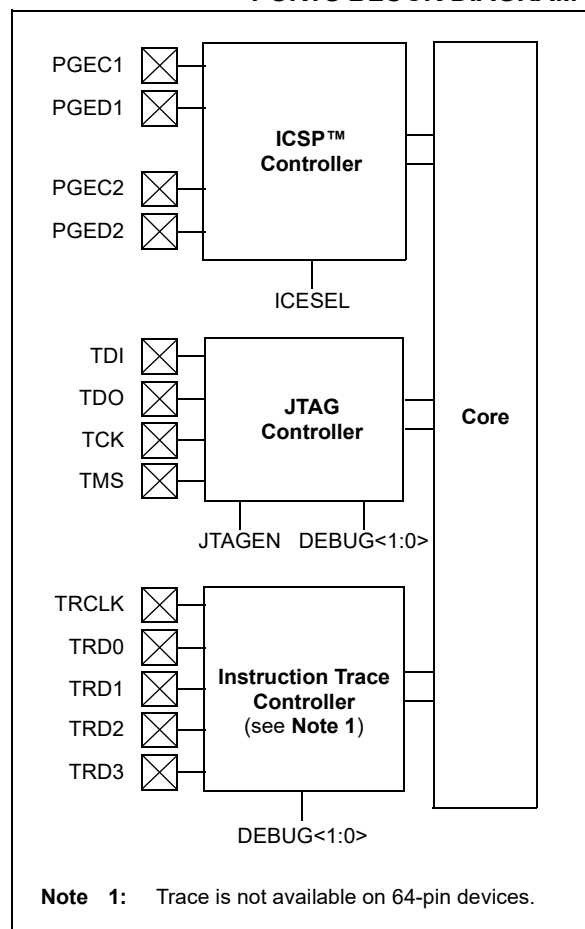 PGEC1
PGED1
PGEC2
PGED2
ICSP™
Controller
ICESEL
TDI
TDO
TCK
TMS
JTAG
Controller
Core
JTAGEN DEBUG<1:0>
TRCLK
TRD0
TRD1
TRD2
TRD3
Instruction Trace
Controller
(see Note 1)
DEBUG<1:0>
Note 1: Trace is not available on 64-pin devices.